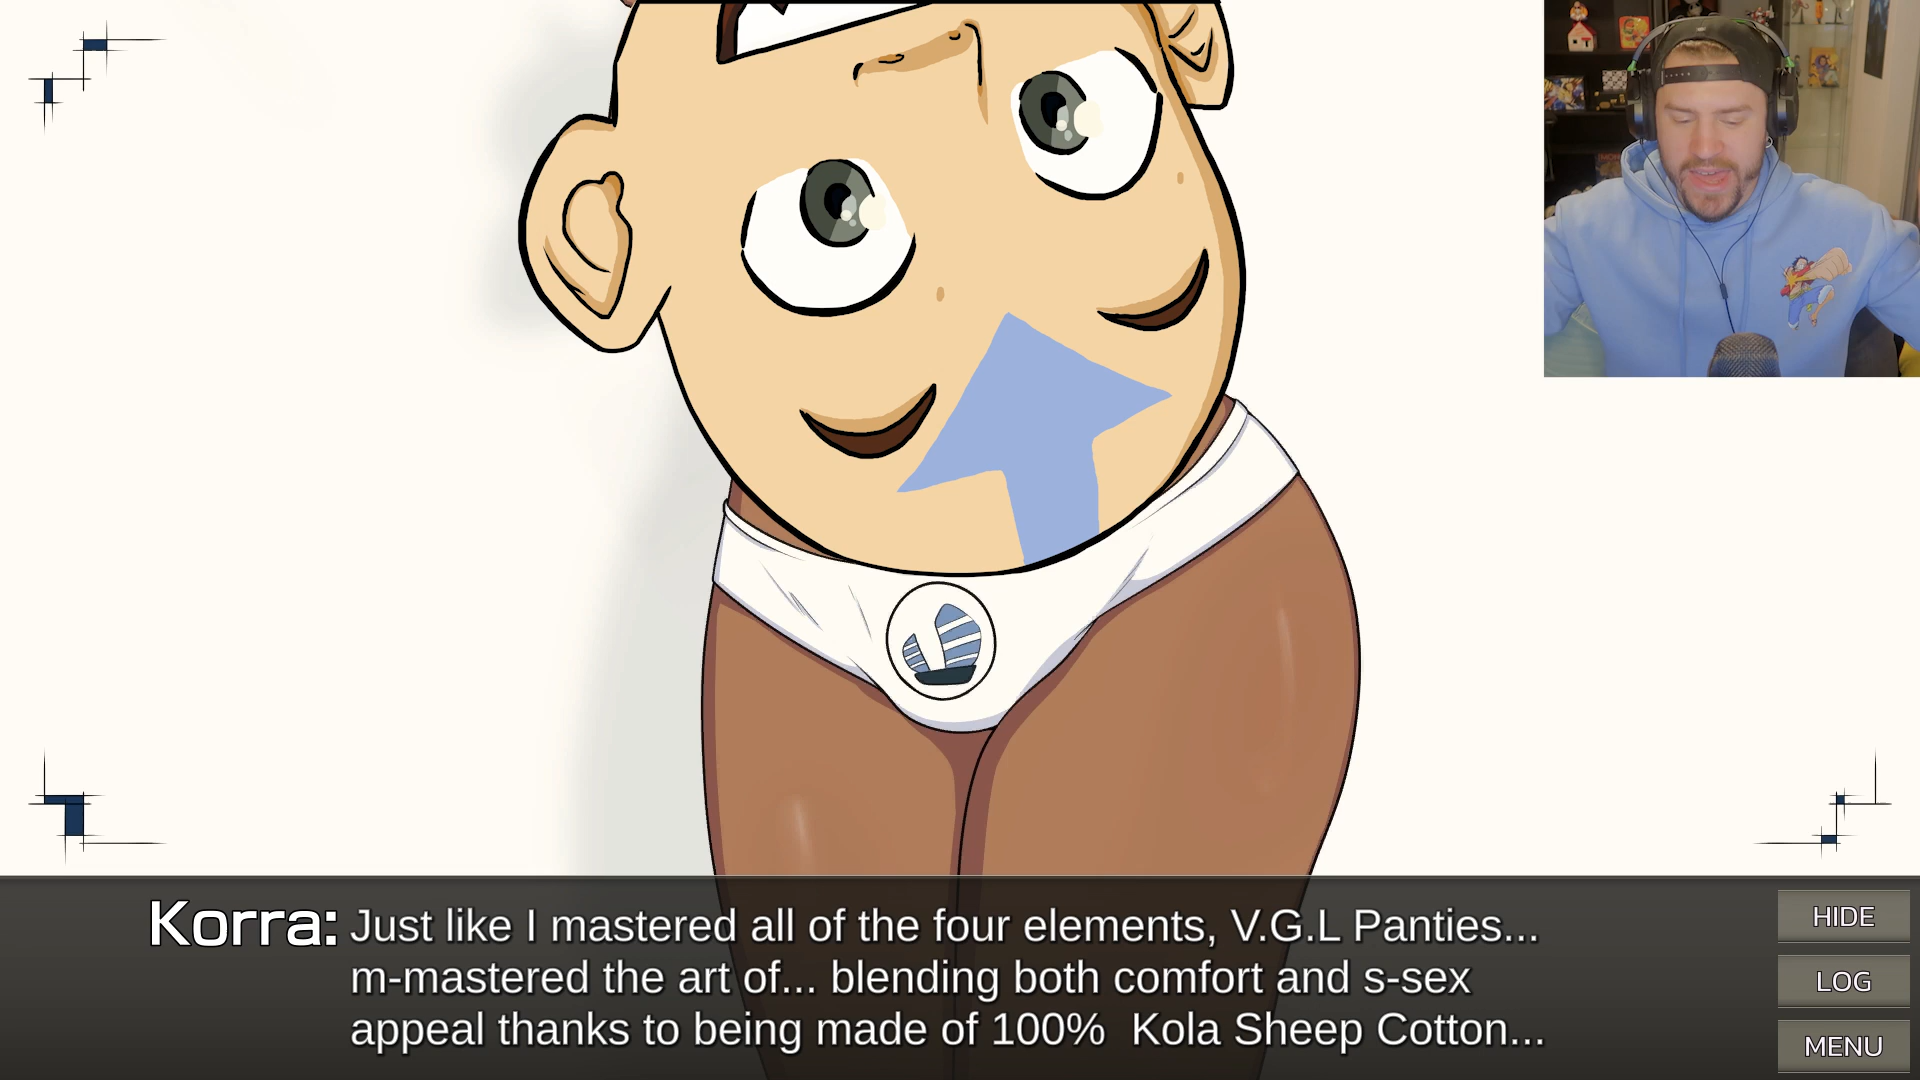 Korra: Just like I mastered all of the four elements, V.G.L Panties...
m-mastered the art of... blending both comfort and s-sex
appeal thanks to being made of 100% Kola Sheep Cotton...
HIDE
LOG
MENU